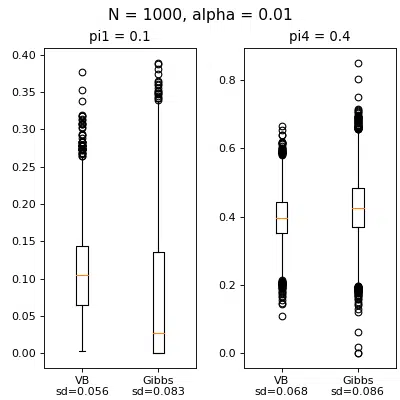 N = 1000, alpha = 0.01
pi1 = 0.1
0.40
0.35
0.30
0.25
0.20
0.15
0.10
0.05
0.00
VB
sd=0.056
Gibbs
sd=0.083
pi4 = 0.4
0.8
0.6
0.4
0.2
0.0
VB
sd=0.068
Gibbs
sd=0.086